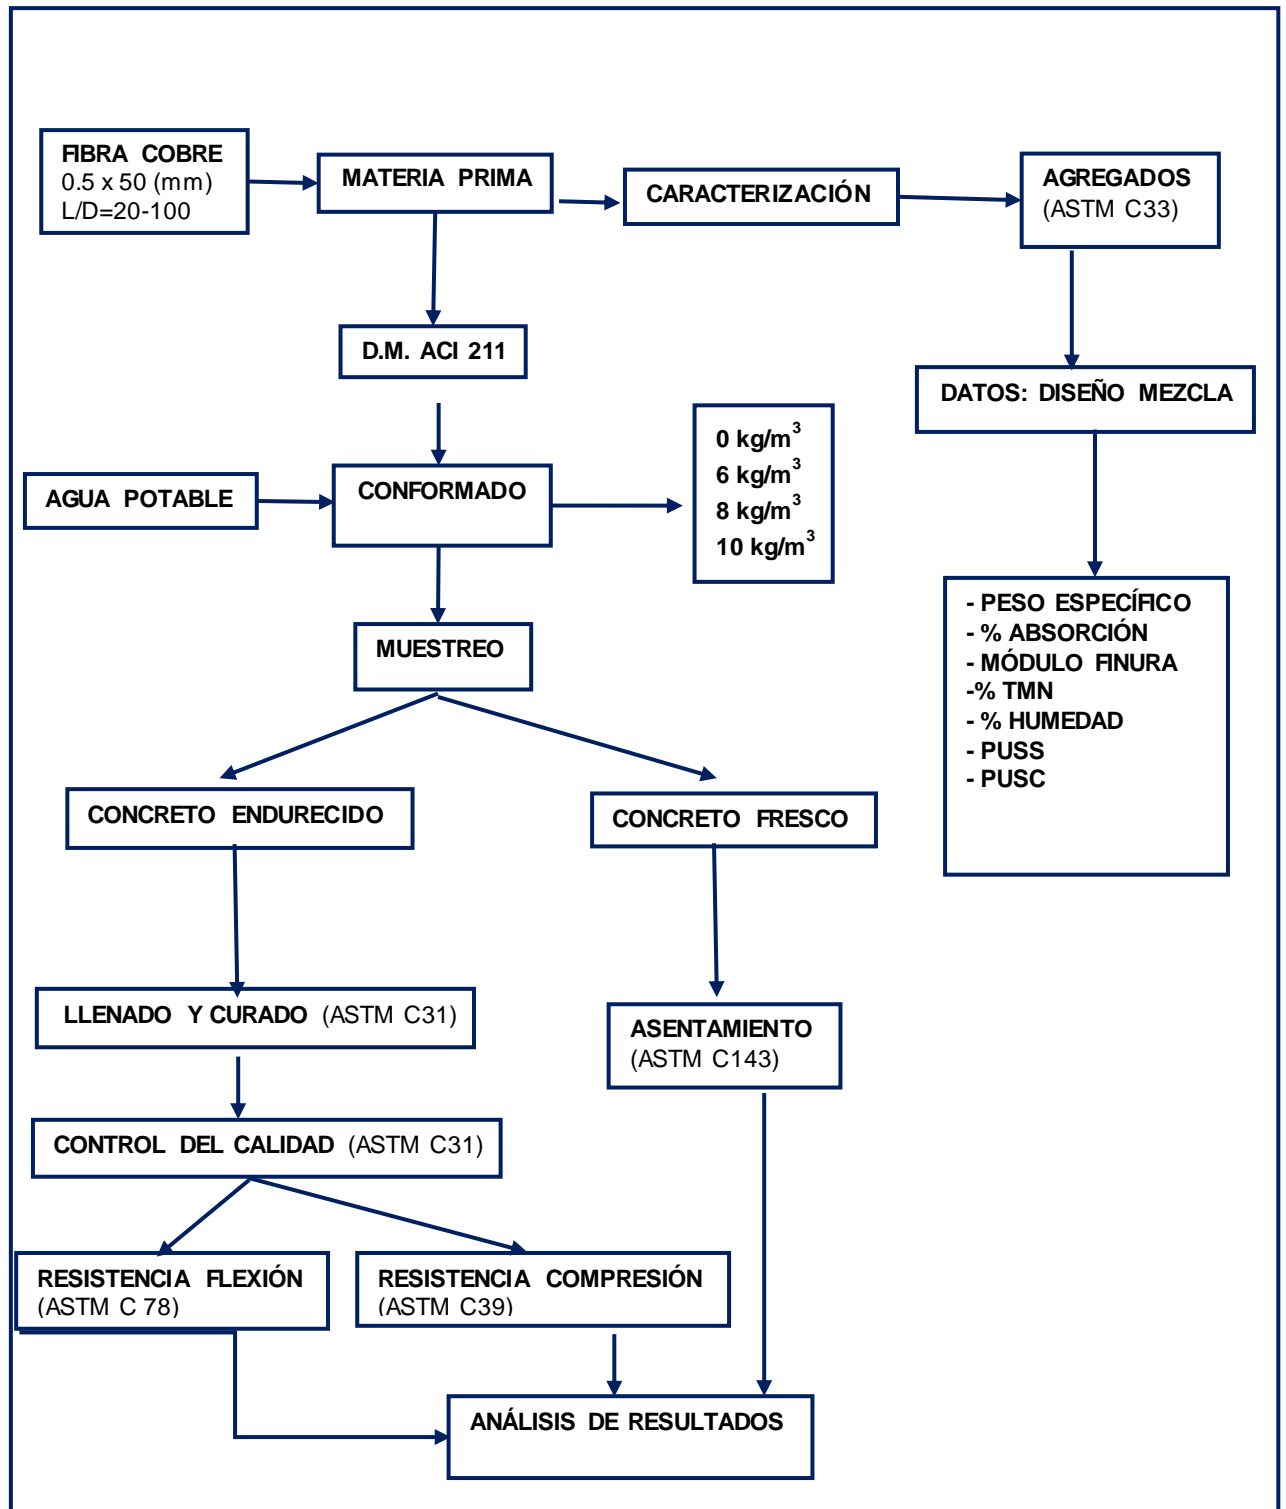 FIBRA COBRE
0.5 x 50 (mm)
L/D=20-100
MATERIA PRIMA
CARACTERIZACIÓN
AGREGADOS
(ASTM C33)
D.M. ACI 211
DATOS: DISEÑO MEZCLA
0 kg/m³
6 kg/m³
8 kg/m³
10 kg/m³
AGUA POTABLE
CONFORMADO
- PESO ESPECÍFICO
- % ABSORCIÓN
- MÓDULO FINURA
-% TMN
- % HUMEDAD
- PUSS
- PUSC
MUESTREO
CONCRETO ENDURECIDO
CONCRETO FRESCO
LLENADO Y CURADO (ASTM C31)
ASENTAMIENTO
(ASTM C143)
CONTROL DEL CALIDAD (ASTM C31)
RESISTENCIA FLEXIÓN
(ASTM C 78)
RESISTENCIA COMPRESIÓN
(ASTM C39)
ANÁLISIS DE RESULTADOS